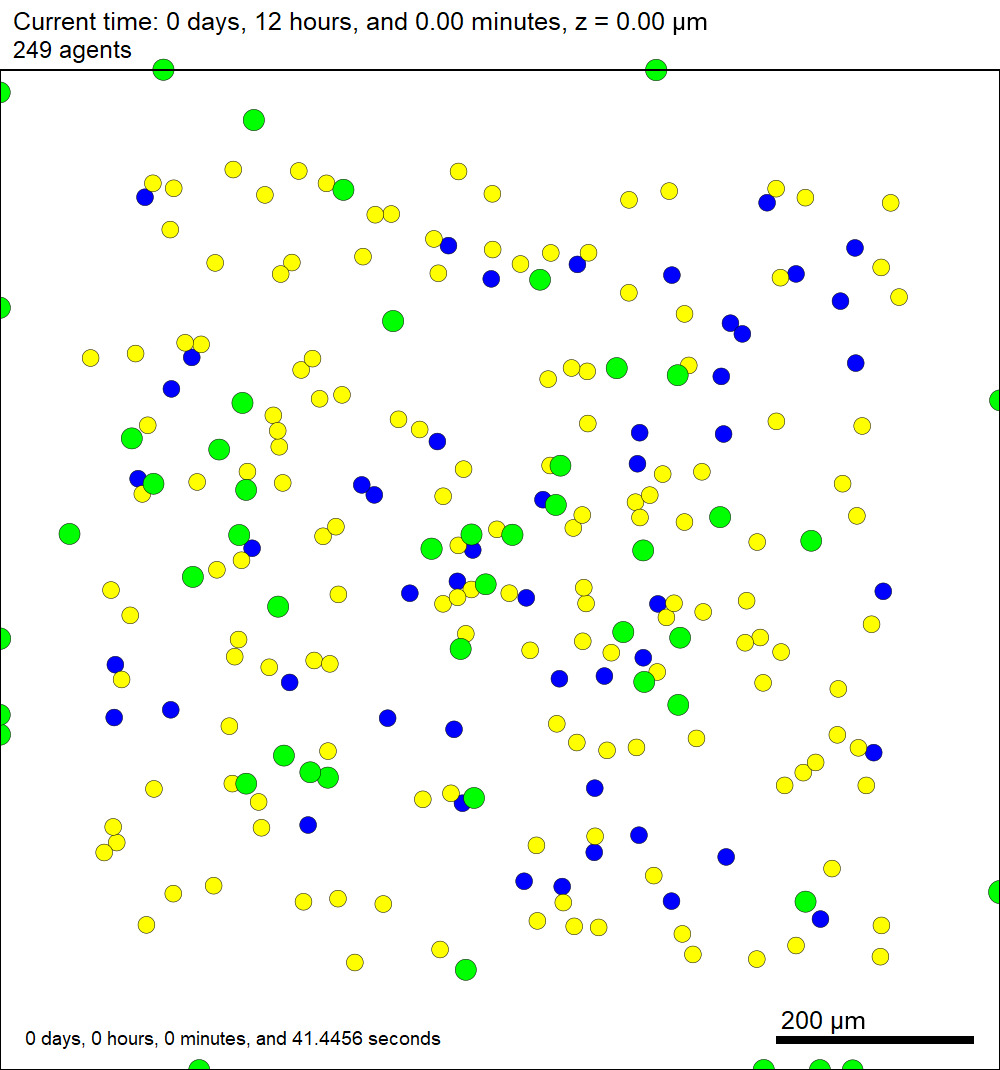 Current time: 0 days, 12 hours, and 0.00 minutes, z = 0.00 µm
249 agents
200 µm
0 days, 0 hours, 0 minutes, and 41.4456 seconds